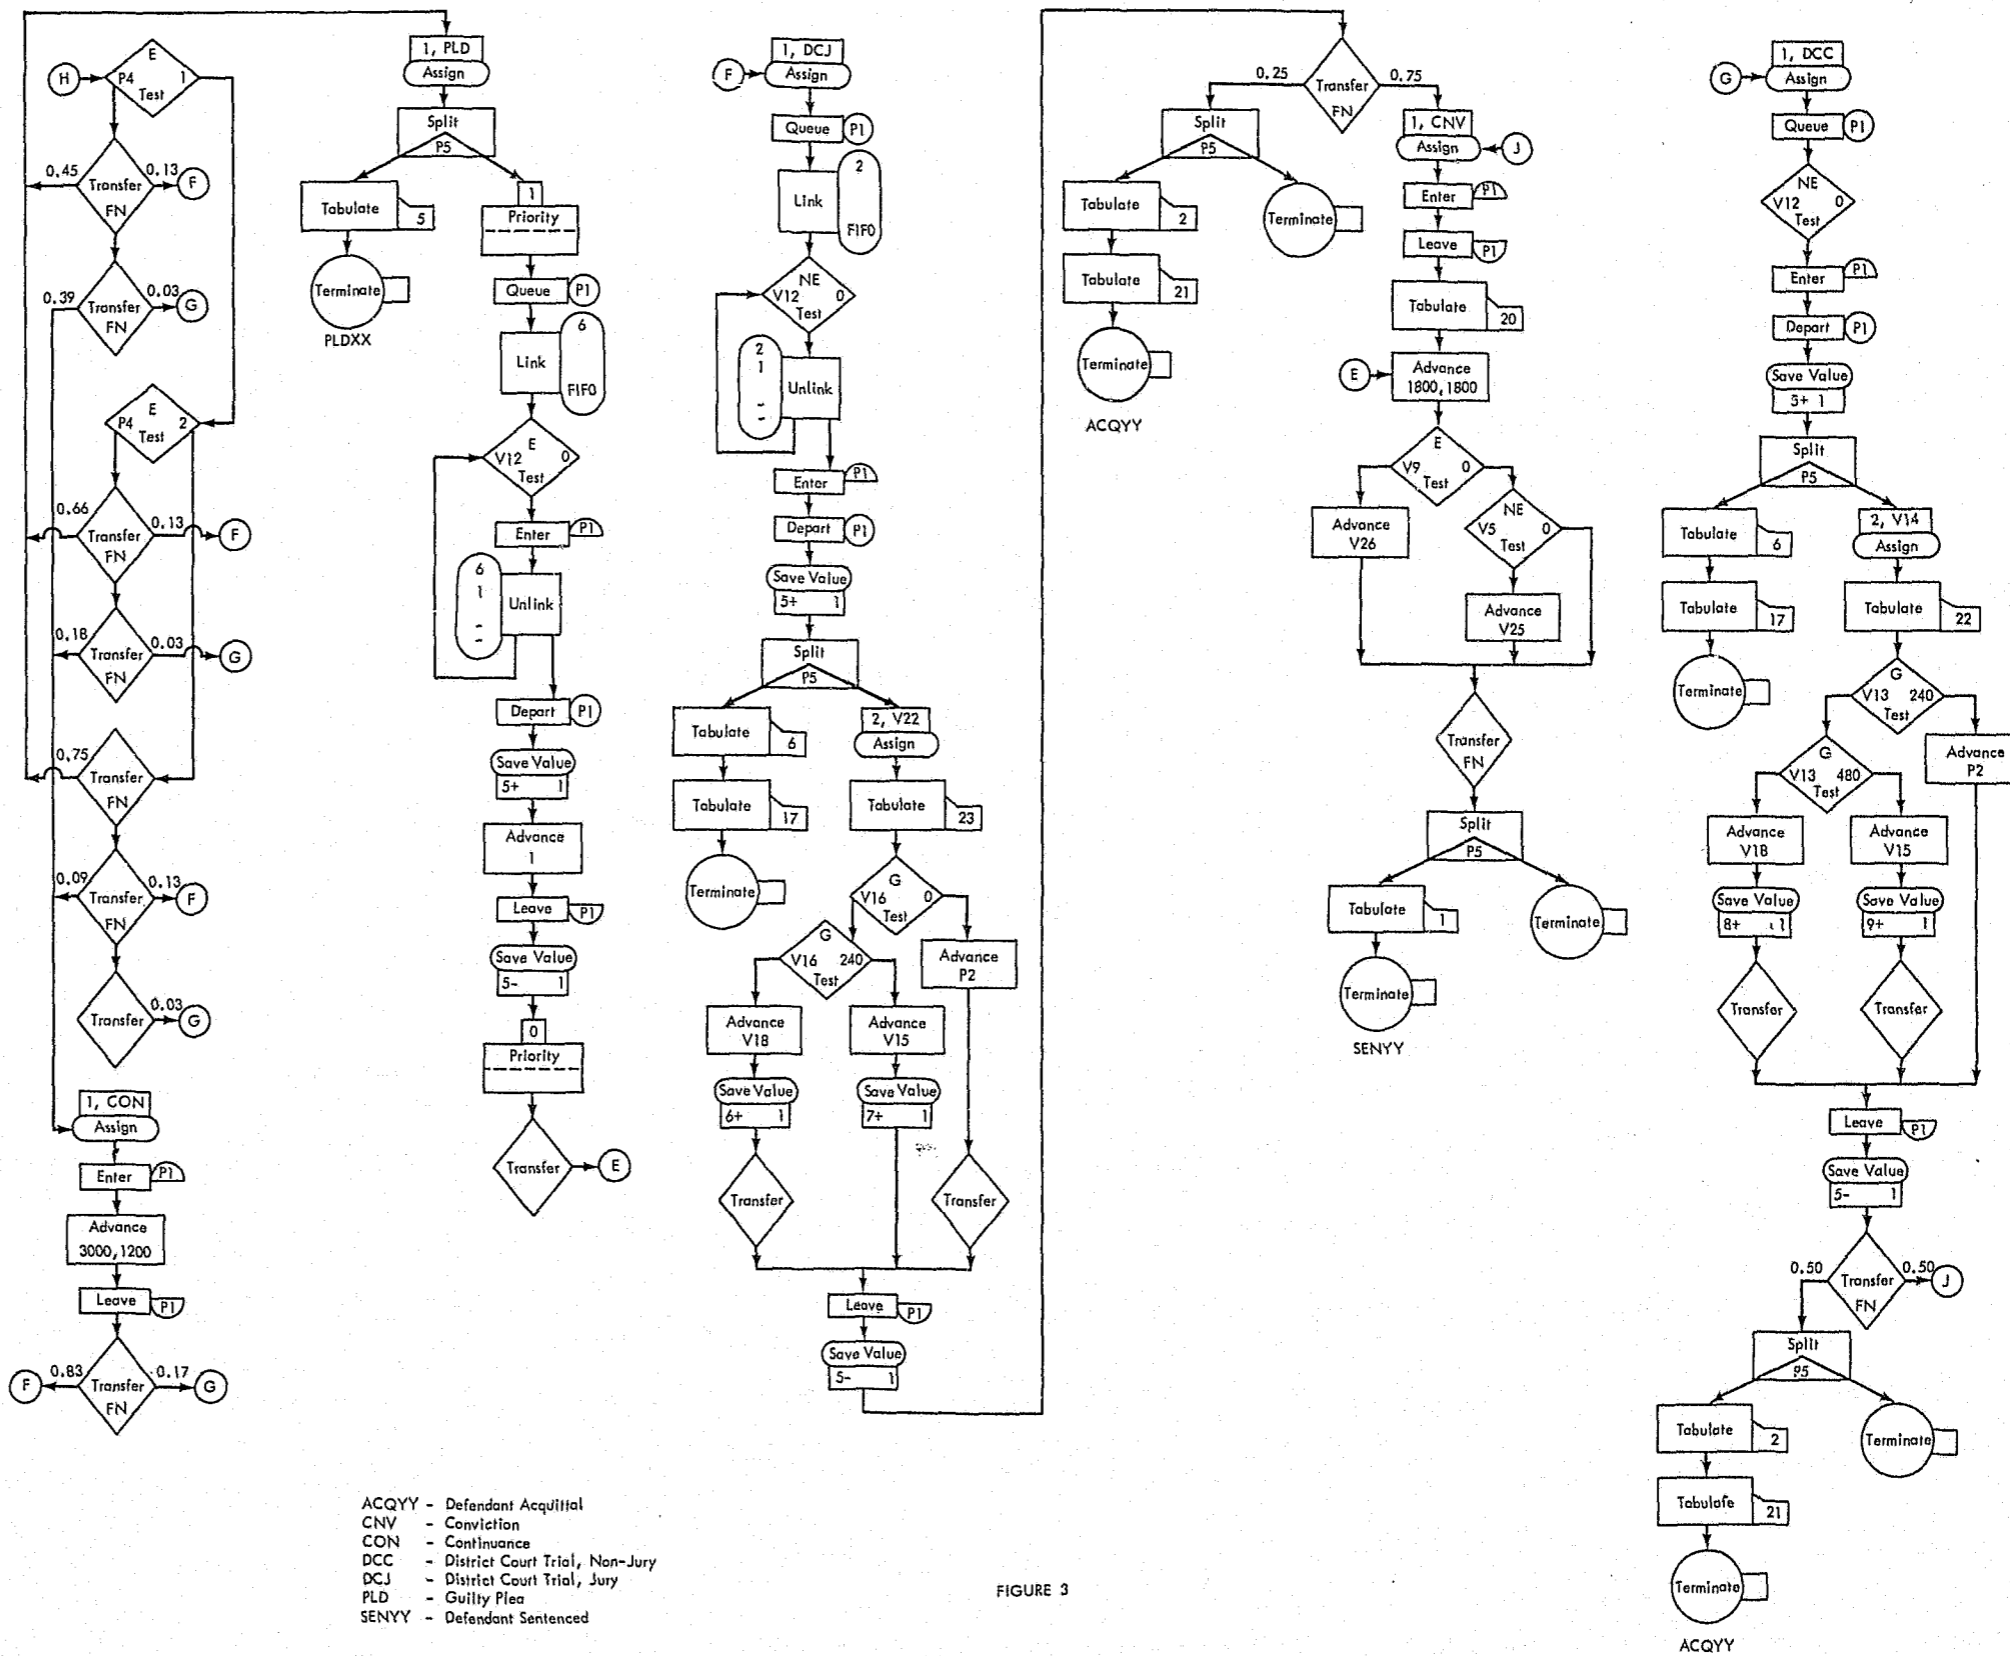 H
E
P4 1
Test
0.45 0.13
Transfer F
FN
0.39 0.03
Transfer G
FN
E
P4 2
Test
0.66
0.13
Transfer F
FN
0.18 0.03
Transfer G
FN
0.75
Transfer
FN
0.09 0.13
Transfer F
FN
0.03
Transfer G
1, CON
Assign
Enter P1
Advance
3000,1200
Leave P1
0.83 0.17
F Transfer G
FN
1, PLD
Assign
Split
P5
Tabulate 5
Terminate
PLDXX
1
Priority
Queue P1
6
Link
FIFO
E
V12 0
Test
Enter P1
6
1
Unlink
-
-
Depart P1
Save Value
5+ 1
Advance
1
Leave P1
Save Value
5- 1
0
Priority
Transfer E
1, DCJ
F Assign
Queue P1
2
Link
FIFO
NE
V12 0
Test
2
1
Unlink
-
-
Enter P1
Depart P1
Save Value
5+ 1
Split
P5
Tabulate 6
Tabulate 17
Terminate
2, V22
Assign
Tabulate 23
G
V16 0
Test
G
V16 240
Test
Advance
P2
Advance
V18
Advance
V15
Save Value
6+ 1
Save Value
7+ 1
Transfer
Transfer
Leave P1
Save Value
5- 1
0.25 0.75
Transfer
FN
Split
P5
Tabulate 2
Tabulate 21
Terminate
ACQYY
Terminate
1, CNV
Assign J
Enter P1
Leave P1
Tabulate 20
E Advance
1800,1800
E
V9 0
Test
Advance
V26
NE
V5 0
Test
Advance
V25
Transfer
FN
Split
P5
Tabulate 1
Terminate
SENYY
Terminate
1, DCC
G Assign
Queue P1
NE
V12 0
Test
Enter P1
Depart P1
Save Value
5+ 1
Split
P5
Tabulate 6
Tabulate 17
Terminate
2, V14
Assign
Tabulate 22
G
V13 240
Test
G
V13 480
Test
Advance
P2
Advance
V18
Advance
V15
Save Value
8+ 1
Save Value
9+ 1
Transfer
Transfer
Leave P1
Save Value
5- 1
0.50 0.50
Transfer J
FN
Split
P5
Tabulate 2
Tabulate 21
Terminate
ACQYY
Terminate
ACQYY - Defendant Acquittal
CNV - Conviction
CON - Continuance
DCC - District Court Trial, Non-Jury
DCJ - District Court Trial, Jury
PLD - Guilty Plea
SENYY - Defendant Sentenced
FIGURE 3